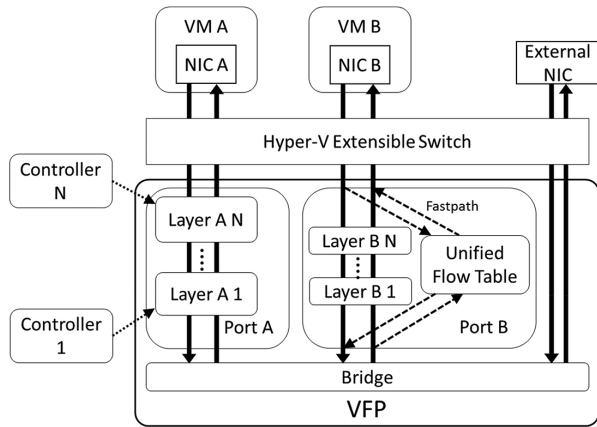 VM A
NIC A
VM B
NIC B
External
NIC
Hyper-V Extensible Switch
Controller
N
Layer A N
Layer A 1
Port A
Controller
1
Fastpath
Layer B N
Layer B 1
Unified
Flow Table
Port B
Bridge
VFP